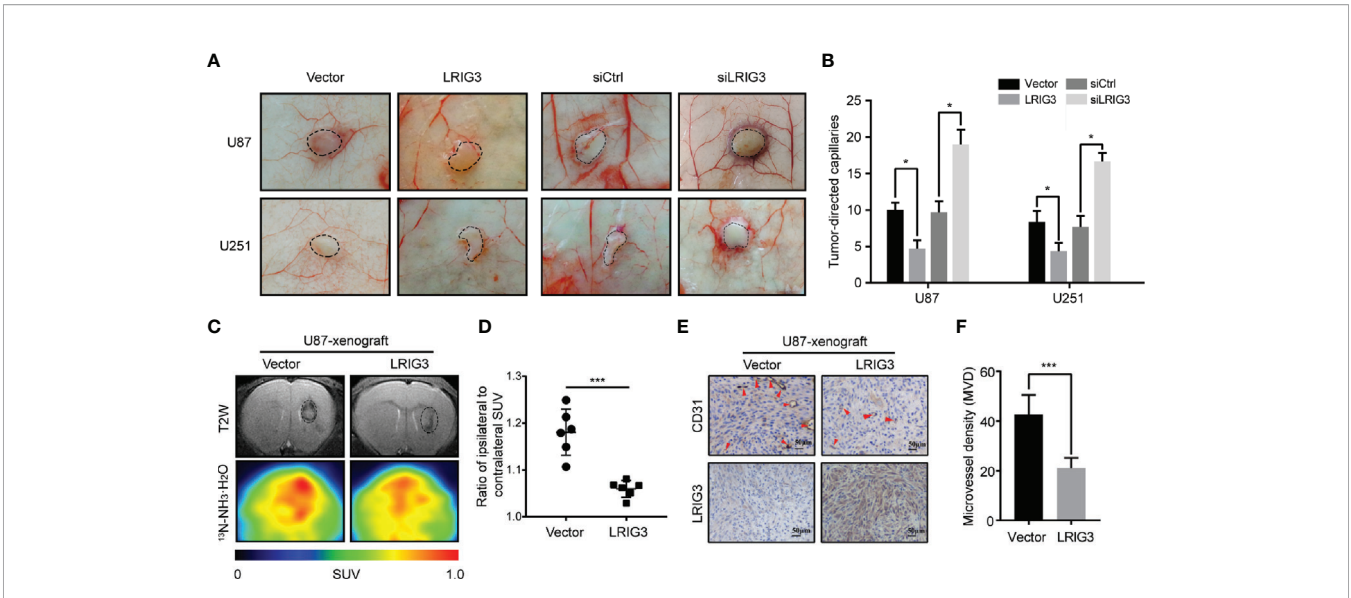 A
Vector LRIG3 siCtrl siLRIG3
U87
U251
B
Vector siCtrl
LRIG3 siLRIG3
Tumor-directed capillaries
25
20
15
10
5
0
* * * *
U87 U251
C
U87-xenograft
Vector LRIG3
T2W
¹³N-NH₃·H₂O
0 SUV 1.0
D
Ratio of ipsilateral to
contralateral SUV
1.3
1.2
1.1
1.0
***
Vector LRIG3
E
U87-xenograft
Vector LRIG3
CD31
50μm 50μm
LRIG3
50μm 50μm
F
Microvessel density (MVD)
60
40
20
0
***
Vector LRIG3